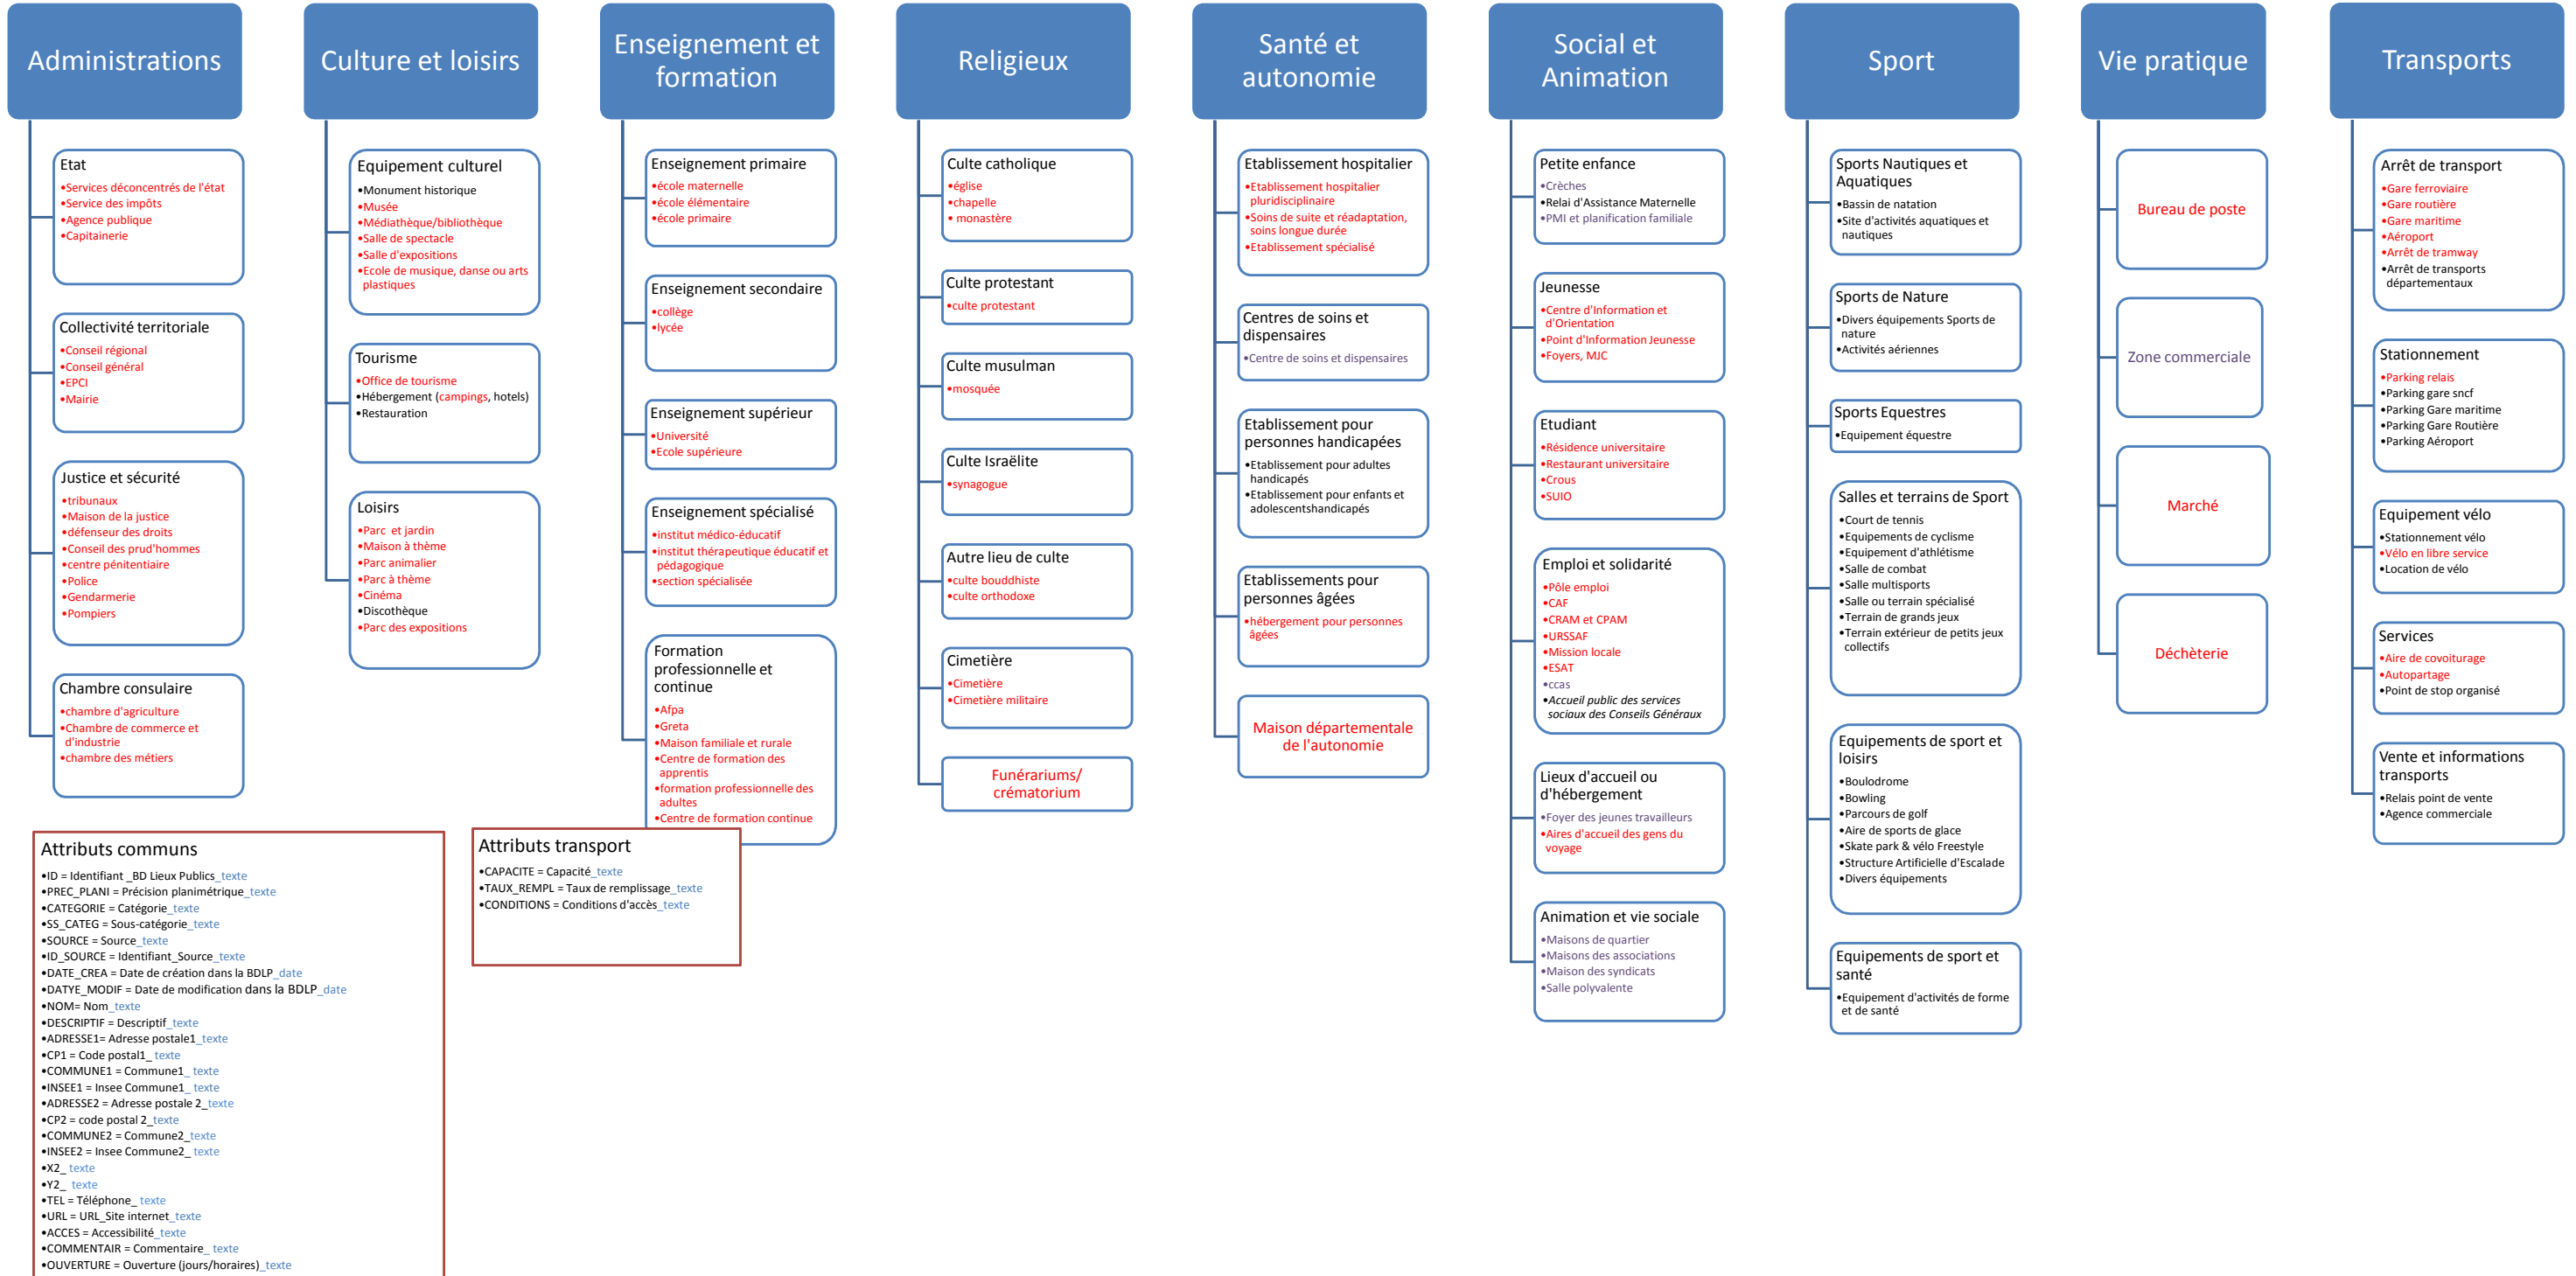 Administrations
Etat
•Services déconcentrés de l'état
•Service des impôts
•Agence publique
•Capitainerie
Collectivité territoriale
•Conseil régional
•Conseil général
•EPCI
•Mairie
Justice et sécurité
•tribunaux
•Maison de la justice
•défenseur des droits
•Conseil des prud'hommes
•centre pénitentiaire
•Police
•Gendarmerie
•Pompiers
Chambre consulaire
•chambre d'agriculture
•Chambre de commerce et
d'industrie
•chambre des métiers
Culture et loisirs
Equipement culturel
•Monument historique
•Musée
•Médiathèque/bibliothèque
•Salle de spectacle
•Salle d'expositions
•Ecole de musique, danse ou arts
plastiques
Tourisme
•Office de tourisme
•Hébergement (campings, hotels)
•Restauration
Loisirs
•Parc et jardin
•Maison à thème
•Parc animalier
•Parc à thème
•Cinéma
•Discothèque
•Parc des expositions
Enseignement et
formation
Enseignement primaire
•école maternelle
•école élémentaire
•école primaire
Enseignement secondaire
•collège
•lycée
Enseignement supérieur
•Université
•Ecole supérieure
Enseignement spécialisé
•institut médico-éducatif
•institut thérapeutique éducatif et
pédagogique
•section spécialisée
Formation
professionnelle et
continue
•Afpa
•Greta
•Maison familiale et rurale
•Centre de formation des
apprentis
•formation professionnelle des
adultes
•Centre de formation continue
Religieux
Culte catholique
•église
•chapelle
• monastère
Culte protestant
•culte protestant
Culte musulman
•mosquée
Culte Israëlite
•synagogue
Autre lieu de culte
•culte bouddhiste
•culte orthodoxe
Cimetière
•Cimetière
•Cimetière militaire
Funérariums/
crématorium
Santé et
autonomie
Etablissement hospitalier
•Etablissement hospitalier
pluridisciplinaire
•Soins de suite et réadaptation,
soins longue durée
•Etablissement spécialisé
Centres de soins et
dispensaires
•Centre de soins et dispensaires
Etablissement pour
personnes handicapées
•Etablissement pour adultes
handicapés
•Etablissement pour enfants et
adolescentshandicapés
Etablissements pour
personnes âgées
•hébergement pour personnes
âgées
Maison départementale
de l'autonomie
Social et
Animation
Petite enfance
•Crèches
•Relai d'Assistance Maternelle
•PMI et planification familiale
Jeunesse
•Centre d'Information et
d'Orientation
•Point d'Information Jeunesse
•Foyers, MJC
Etudiant
•Résidence universitaire
•Restaurant universitaire
•Crous
•SUIO
Emploi et solidarité
•Pôle emploi
•CAF
•CRAM et CPAM
•URSSAF
•Mission locale
•ESAT
•ccas
•Accueil public des services
sociaux des Conseils Généraux
Lieux d'accueil ou
d'hébergement
•Foyer des jeunes travailleurs
•Aires d'accueil des gens du
voyage
Animation et vie sociale
•Maisons de quartier
•Maisons des associations
•Maison des syndicats
•Salle polyvalente
Sport
Sports Nautiques et
Aquatiques
•Bassin de natation
•Site d'activités aquatiques et
nautiques
Sports de Nature
•Divers équipements Sports de
nature
•Activités aériennes
Sports Equestres
•Equipement équestre
Salles et terrains de Sport
•Court de tennis
•Equipements de cyclisme
•Equipement d'athlétisme
•Salle de combat
•Salle multisports
•Salle ou terrain spécialisé
•Terrain de grands jeux
•Terrain extérieur de petits jeux
collectifs
Equipements de sport et
loisirs
•Boulodrome
•Bowling
•Parcours de golf
•Aire de sports de glace
•Skate park & vélo Freestyle
•Structure Artificielle d'Escalade
•Divers équipements
Equipements de sport et
santé
•Equipement d'activités de forme
et de santé
Vie pratique
Bureau de poste
Zone commerciale
Marché
Déchèterie
Transports
Arrêt de transport
•Gare ferroviaire
•Gare routière
•Gare maritime
•Aéroport
•Arrêt de tramway
•Arrêt de transports
départementaux
Stationnement
•Parking relais
•Parking gare sncf
•Parking Gare maritime
•Parking Gare Routière
•Parking Aéroport
Equipement vélo
•Stationnement vélo
•Vélo en libre service
•Location de vélo
Services
•Aire de covoiturage
•Autopartage
•Point de stop organisé
Vente et informations
transports
•Relais point de vente
•Agence commerciale
Attributs communs
•ID = Identifiant _BD Lieux Publics_texte
•PREC_PLANI = Précision planimétrique_texte
•CATEGORIE = Catégorie_texte
•SS_CATEG = Sous-catégorie_texte
•SOURCE = Source_texte
•ID_SOURCE = Identifiant_Source_texte
•DATE_CREA = Date de création dans la BDLP_date
•DATYE_MODIF = Date de modification dans la BDLP_date
•NOM= Nom_texte
•DESCRIPTIF = Descriptif_texte
•ADRESSE1= Adresse postale1_texte
•CP1 = Code postal1_ texte
•COMMUNE1 = Commune1_ texte
•INSEE1 = Insee Commune1_ texte
•ADRESSE2 = Adresse postale 2_texte
•CP2 = code postal 2_texte
•COMMUNE2 = Commune2_texte
•INSEE2 = Insee Commune2_ texte
•X2_ texte
•Y2_ texte
•TEL = Téléphone_ texte
•URL = URL_Site internet_texte
•ACCES = Accessibilité_texte
•COMMENTAIR = Commentaire_ texte
•OUVERTURE = Ouverture (jours/horaires)_texte
Attributs transport
•CAPACITE = Capacité_texte
•TAUX_REMPL = Taux de remplissage_texte
•CONDITIONS = Conditions d'accès_texte